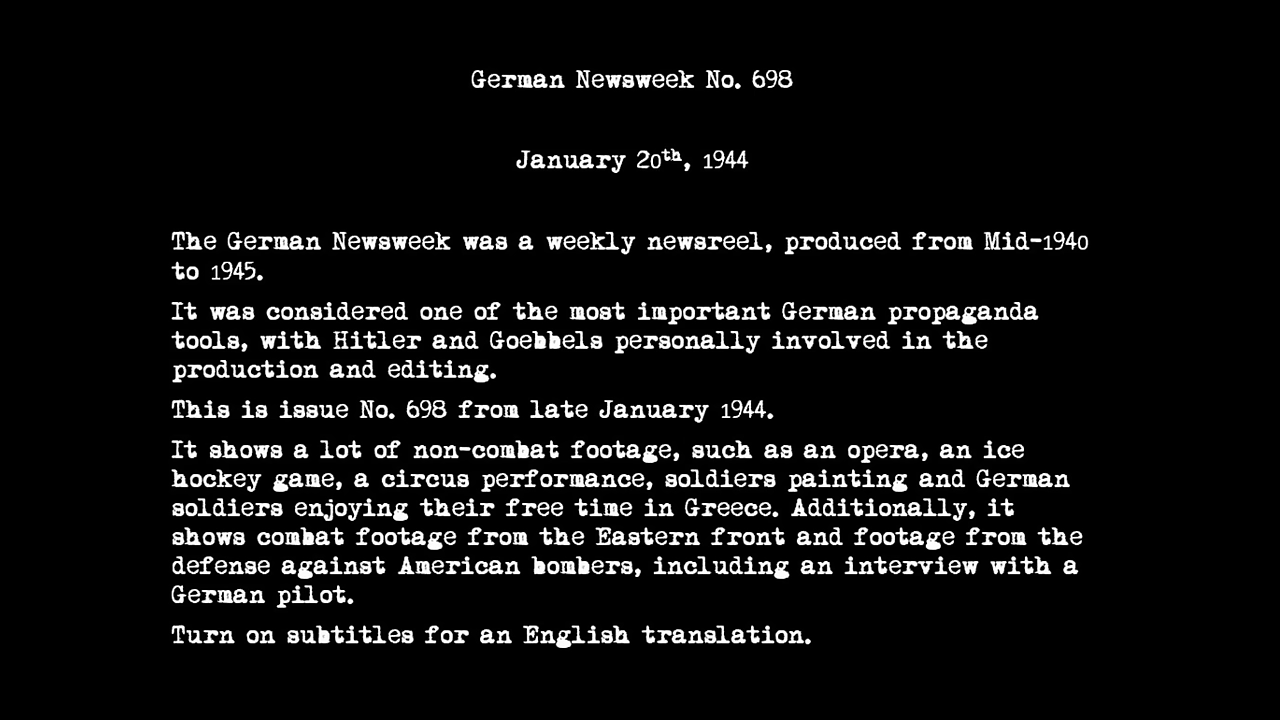 German Newsweek No. 698
January 20th, 1944
The German Newsweek was a weekly newsreel, produced from Mid-1940
to 1945.
It was considered one of the most important German propaganda
tools, with Hitler and Goebbels personally involved in the
production and editing.
This is issue No. 698 from late January 1944.
It shows a lot of non-combat footage, such as an opera, an ice
hockey game, a circus performance, soldiers painting and German
soldiers enjoying their free time in Greece. Additionally, it
shows combat footage from the Eastern front and footage from the
defense against American bombers, including an interview with a
German pilot.
Turn on subtitles for an English translation.